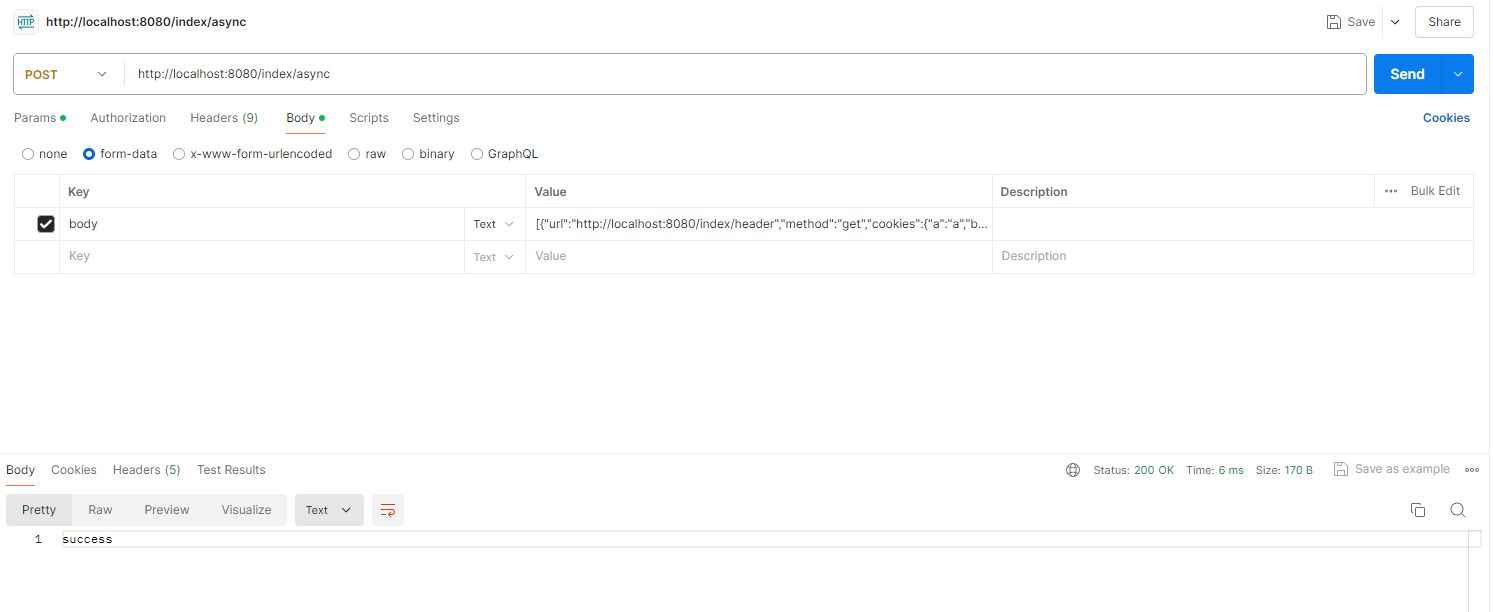 HTTP http://localhost:8080/index/async Save Share
POST http://localhost:8080/index/async Send
Params Authorization Headers (9) Body Scripts Settings Cookies
none form-data x-www-form-urlencoded raw binary GraphQL
Key Value Description ••• Bulk Edit
body Text [{"url":"http://localhost:8080/index/header","method":"get","cookies":{"a":"a","b...
Key Text Value Description
Body Cookies Headers (5) Test Results Status: 200 OK Time: 6 ms Size: 170 B Save as example
Pretty Raw Preview Visualize Text
1 success